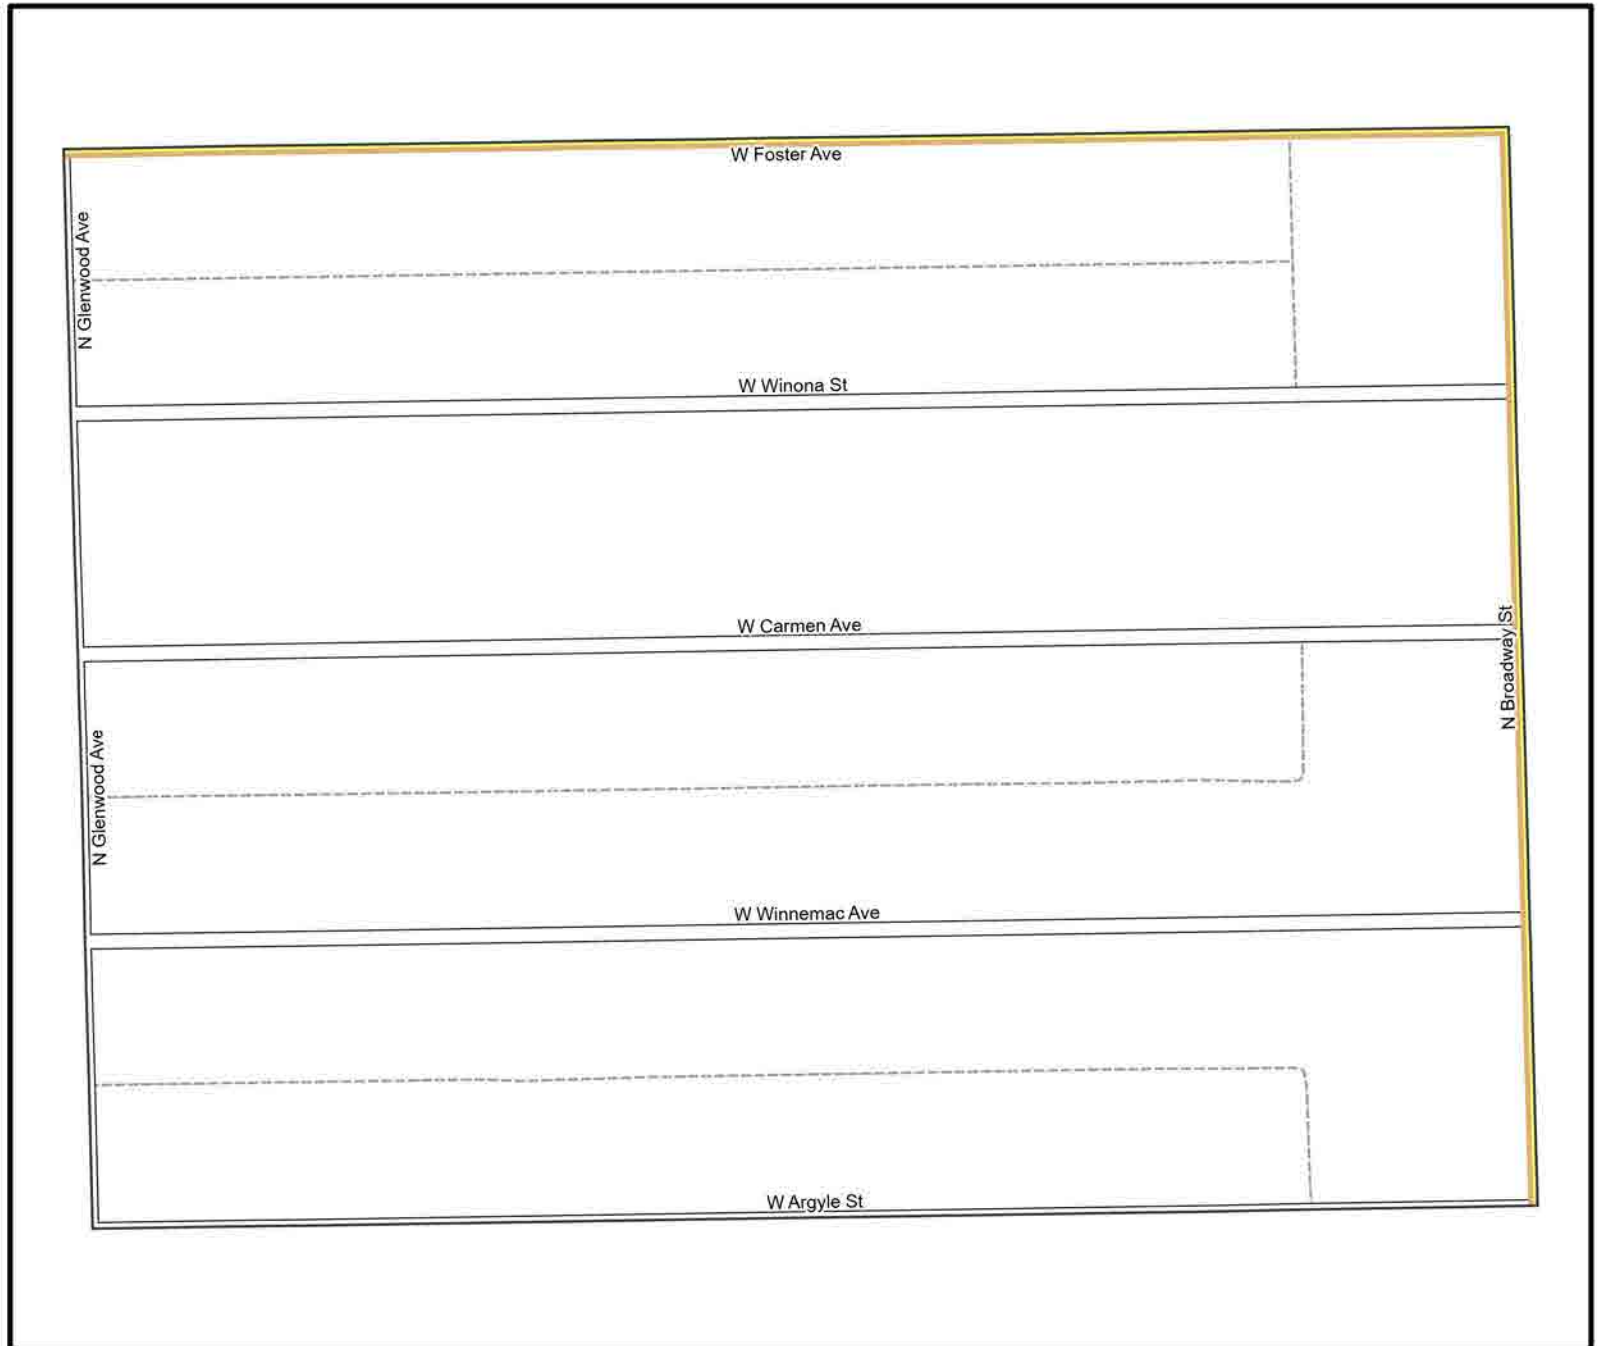 W Foster Ave
N Glenwood Ave
W Winona St
W Carmen Ave
N Broadway St
N Glenwood Ave
W Winnemac Ave
W Argyle St